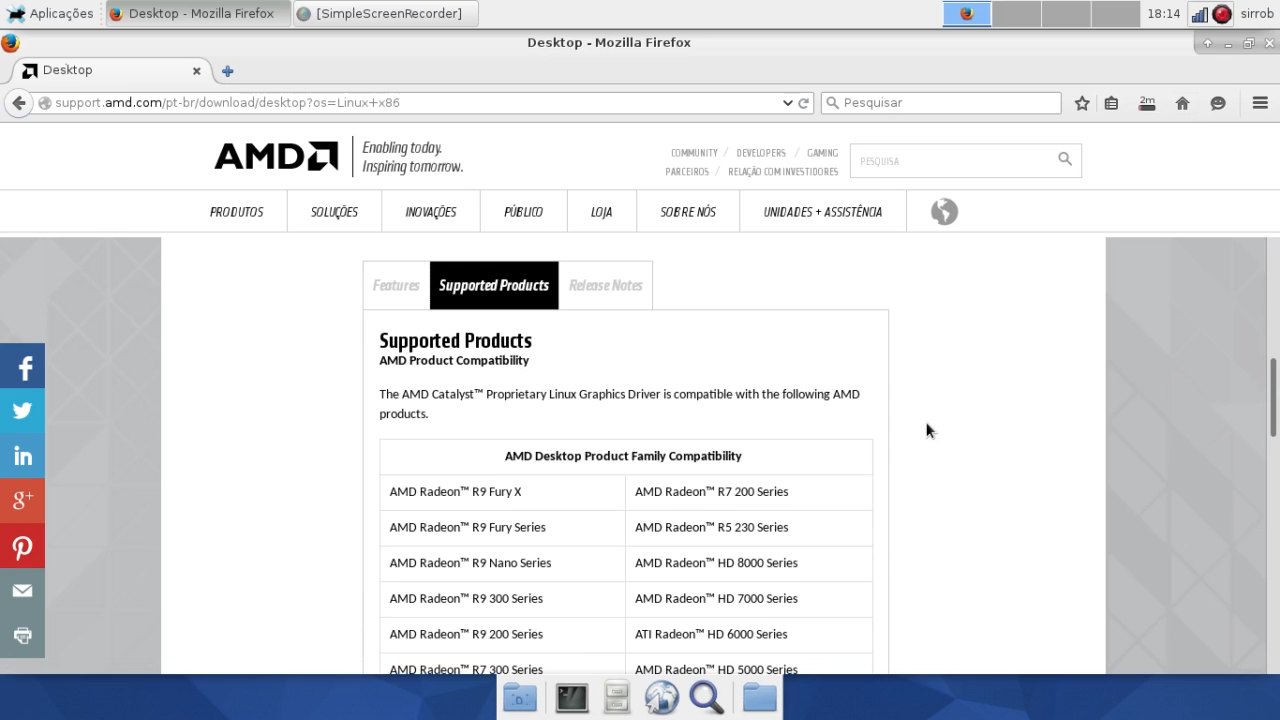 Aplicações
Desktop - Mozilla Firefox
[SimpleScreenRecorder]
18:14
sirrob
Desktop - Mozilla Firefox
Desktop
support.amd.com/pt-br/download/desktop?os=Linux+x86
Pesquisar
2m
AMD
Enabling today.
Inspiring tomorrow.
COMMUNITY / DEVELOPERS / GAMING
PARCEIROS / RELAÇÃO COM INVESTIDORES
PESQUISA
PRODUTOS
SOLUÇÕES
INOVAÇÕES
PÚBLICO
LOJA
SOBRE NÓS
UNIDADES + ASSISTÊNCIA
Features
Supported Products
Release Notes
Supported Products
AMD Product Compatibility
The AMD Catalyst™ Proprietary Linux Graphics Driver is compatible with the following AMD
products.
AMD Desktop Product Family Compatibility
AMD Radeon™ R9 Fury X
AMD Radeon™ R7 200 Series
AMD Radeon™ R9 Fury Series
AMD Radeon™ R5 230 Series
AMD Radeon™ R9 Nano Series
AMD Radeon™ HD 8000 Series
AMD Radeon™ R9 300 Series
AMD Radeon™ HD 7000 Series
AMD Radeon™ R9 200 Series
ATI Radeon™ HD 6000 Series
AMD Radeon™ R7 300 Series
AMD Radeon™ HD 5000 Series